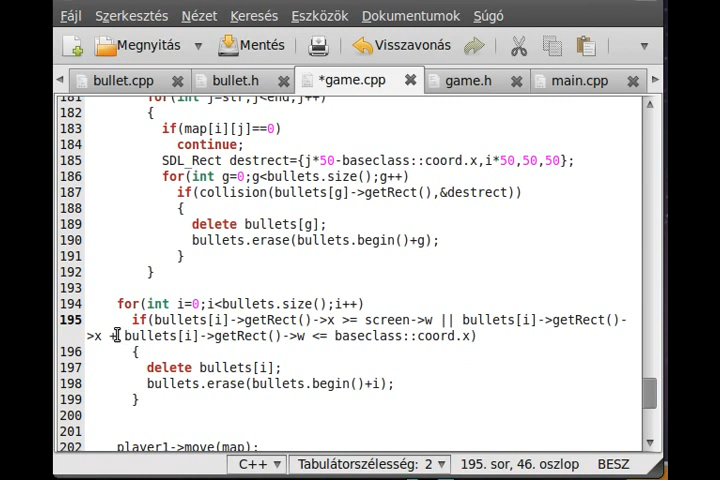 Fájl Szerkesztés Nézet Keresés Eszközök Dokumentumok Súgó
Megnyitás Mentés Visszavonás
bullet.cpp bullet.h *game.cpp game.h main.cpp
181 for(int j=str;j<end;j++)
182 {
183 if(map[i][j]==0)
184 continue;
185 SDL_Rect destrect={j*50-baseclass::coord.x,i*50,50,50};
186 for(int g=0;g<bullets.size();g++)
187 if(collision(bullets[g]->getRect(),&destrect))
188 {
189 delete bullets[g];
190 bullets.erase(bullets.begin()+g);
191 }
192 }
193
194 for(int i=0;i<bullets.size();i++)
195 if(bullets[i]->getRect()->x >= screen->w || bullets[i]->getRect()-
>x + bullets[i]->getRect()->w <= baseclass::coord.x)
196 {
197 delete bullets[i];
198 bullets.erase(bullets.begin()+i);
199 }
200
201
202 player1->move(map);
C++ Tabulátorszélesség: 2 195. sor, 46. oszlop BESZ